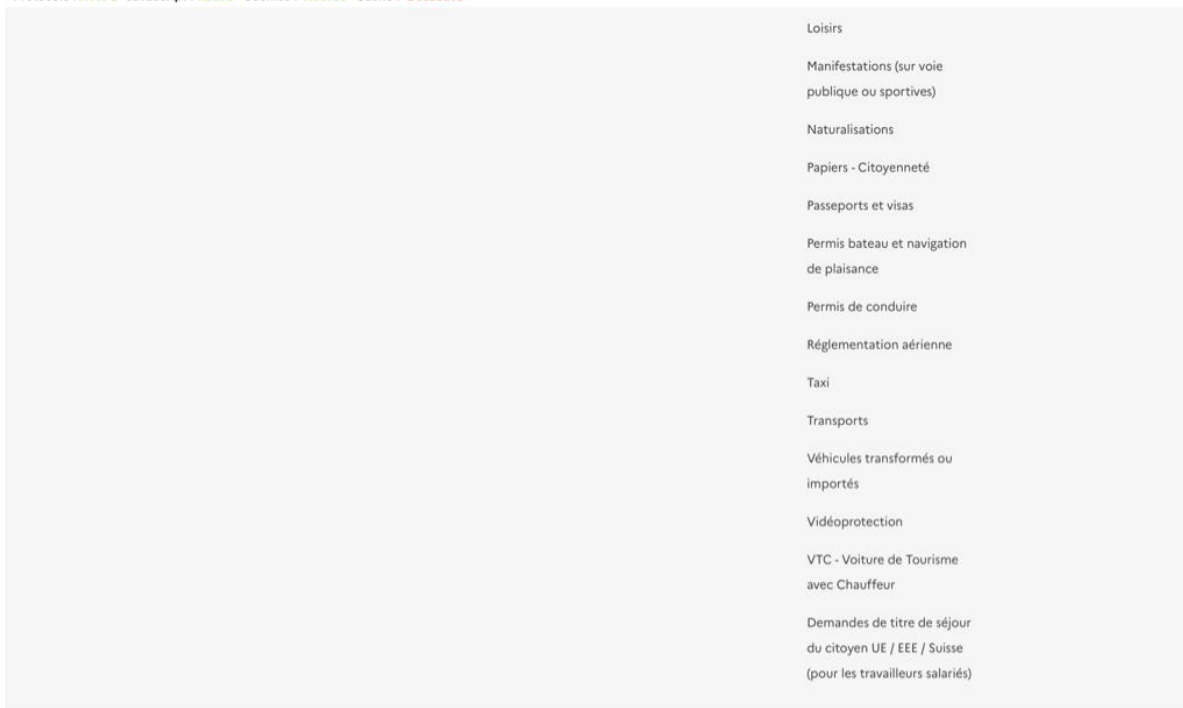 Loisirs
Manifestations (sur voie
publique ou sportives)
Naturalisations
Papiers - Citoyenneté
Passeports et visas
Permis bateau et navigation
de plaisance
Permis de conduire
Réglementation aérienne
Taxi
Transports
Véhicules transformés ou
importés
Vidéoprotection
VTC - Voiture de Tourisme
avec Chauffeur
Demandes de titre de séjour
du citoyen UE / EEE / Suisse
(pour les travailleurs salariés)